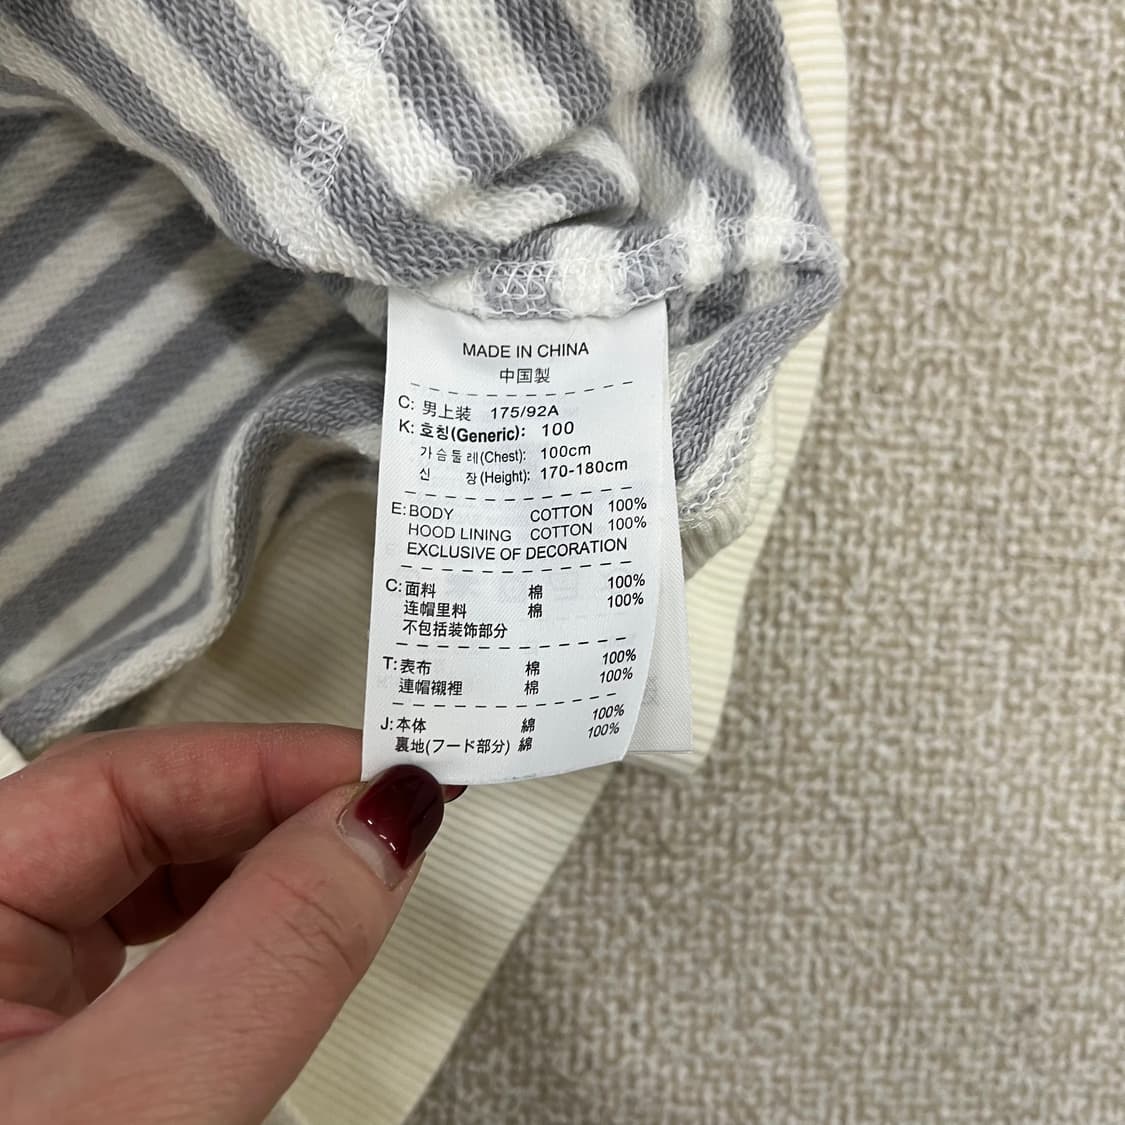 MADE IN CHINA
中国製
C: 男上装 175/92A
K: 호칭(Generic): 100
가슴둘레(Chest): 100cm
신 장(Height): 170-180cm
E: BODY COTTON 100%
HOOD LINING COTTON 100%
EXCLUSIVE OF DECORATION
C: 面料 棉 100%
连帽里料 棉 100%
不包括装饰部分
T: 表布 棉 100%
連帽襯裡 棉 100%
J: 本体 綿 100%
裏地(フード部分) 綿 100%